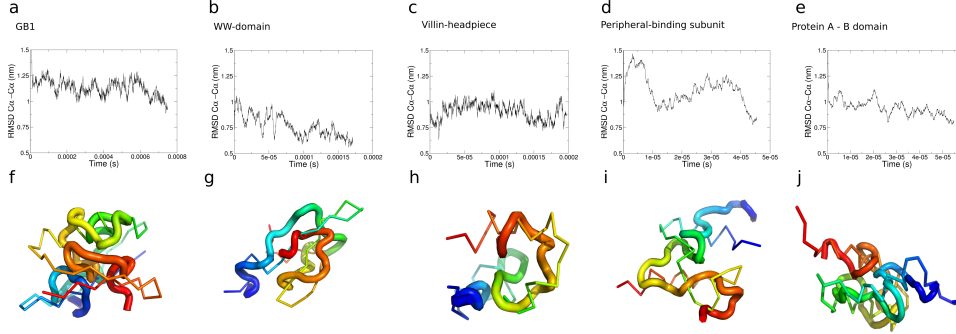 a b c d e
GB1 WW-domain Villin-headpiece Peripheral-binding subunit Protein A - B domain
1.5 1.5 1.5 1.5 1.5
1.25 1.25 1.25 1.25 1.25
1 1 1 1 1
0.75 0.75 0.75 0.75 0.75
0.5 0.5 0.5 0.5 0.5
RMSD Cα –Cα (nm) RMSD Cα –Cα (nm) RMSD Cα –Cα (nm) RMSD Cα –Cα (nm) RMSD Cα –Cα (nm)
0 0.0002 0.0004 0.0006 0.0008 0 5e-05 0.0001 0.00015 0.0002 0 5e-05 0.0001 0.00015 0.0002 0 1e-05 2e-05 3e-05 4e-05 5e-05 0 1e-05 2e-05 3e-05 4e-05 5e-05
Time (s) Time (s) Time (s) Time (s) Time (s)
f g h i j